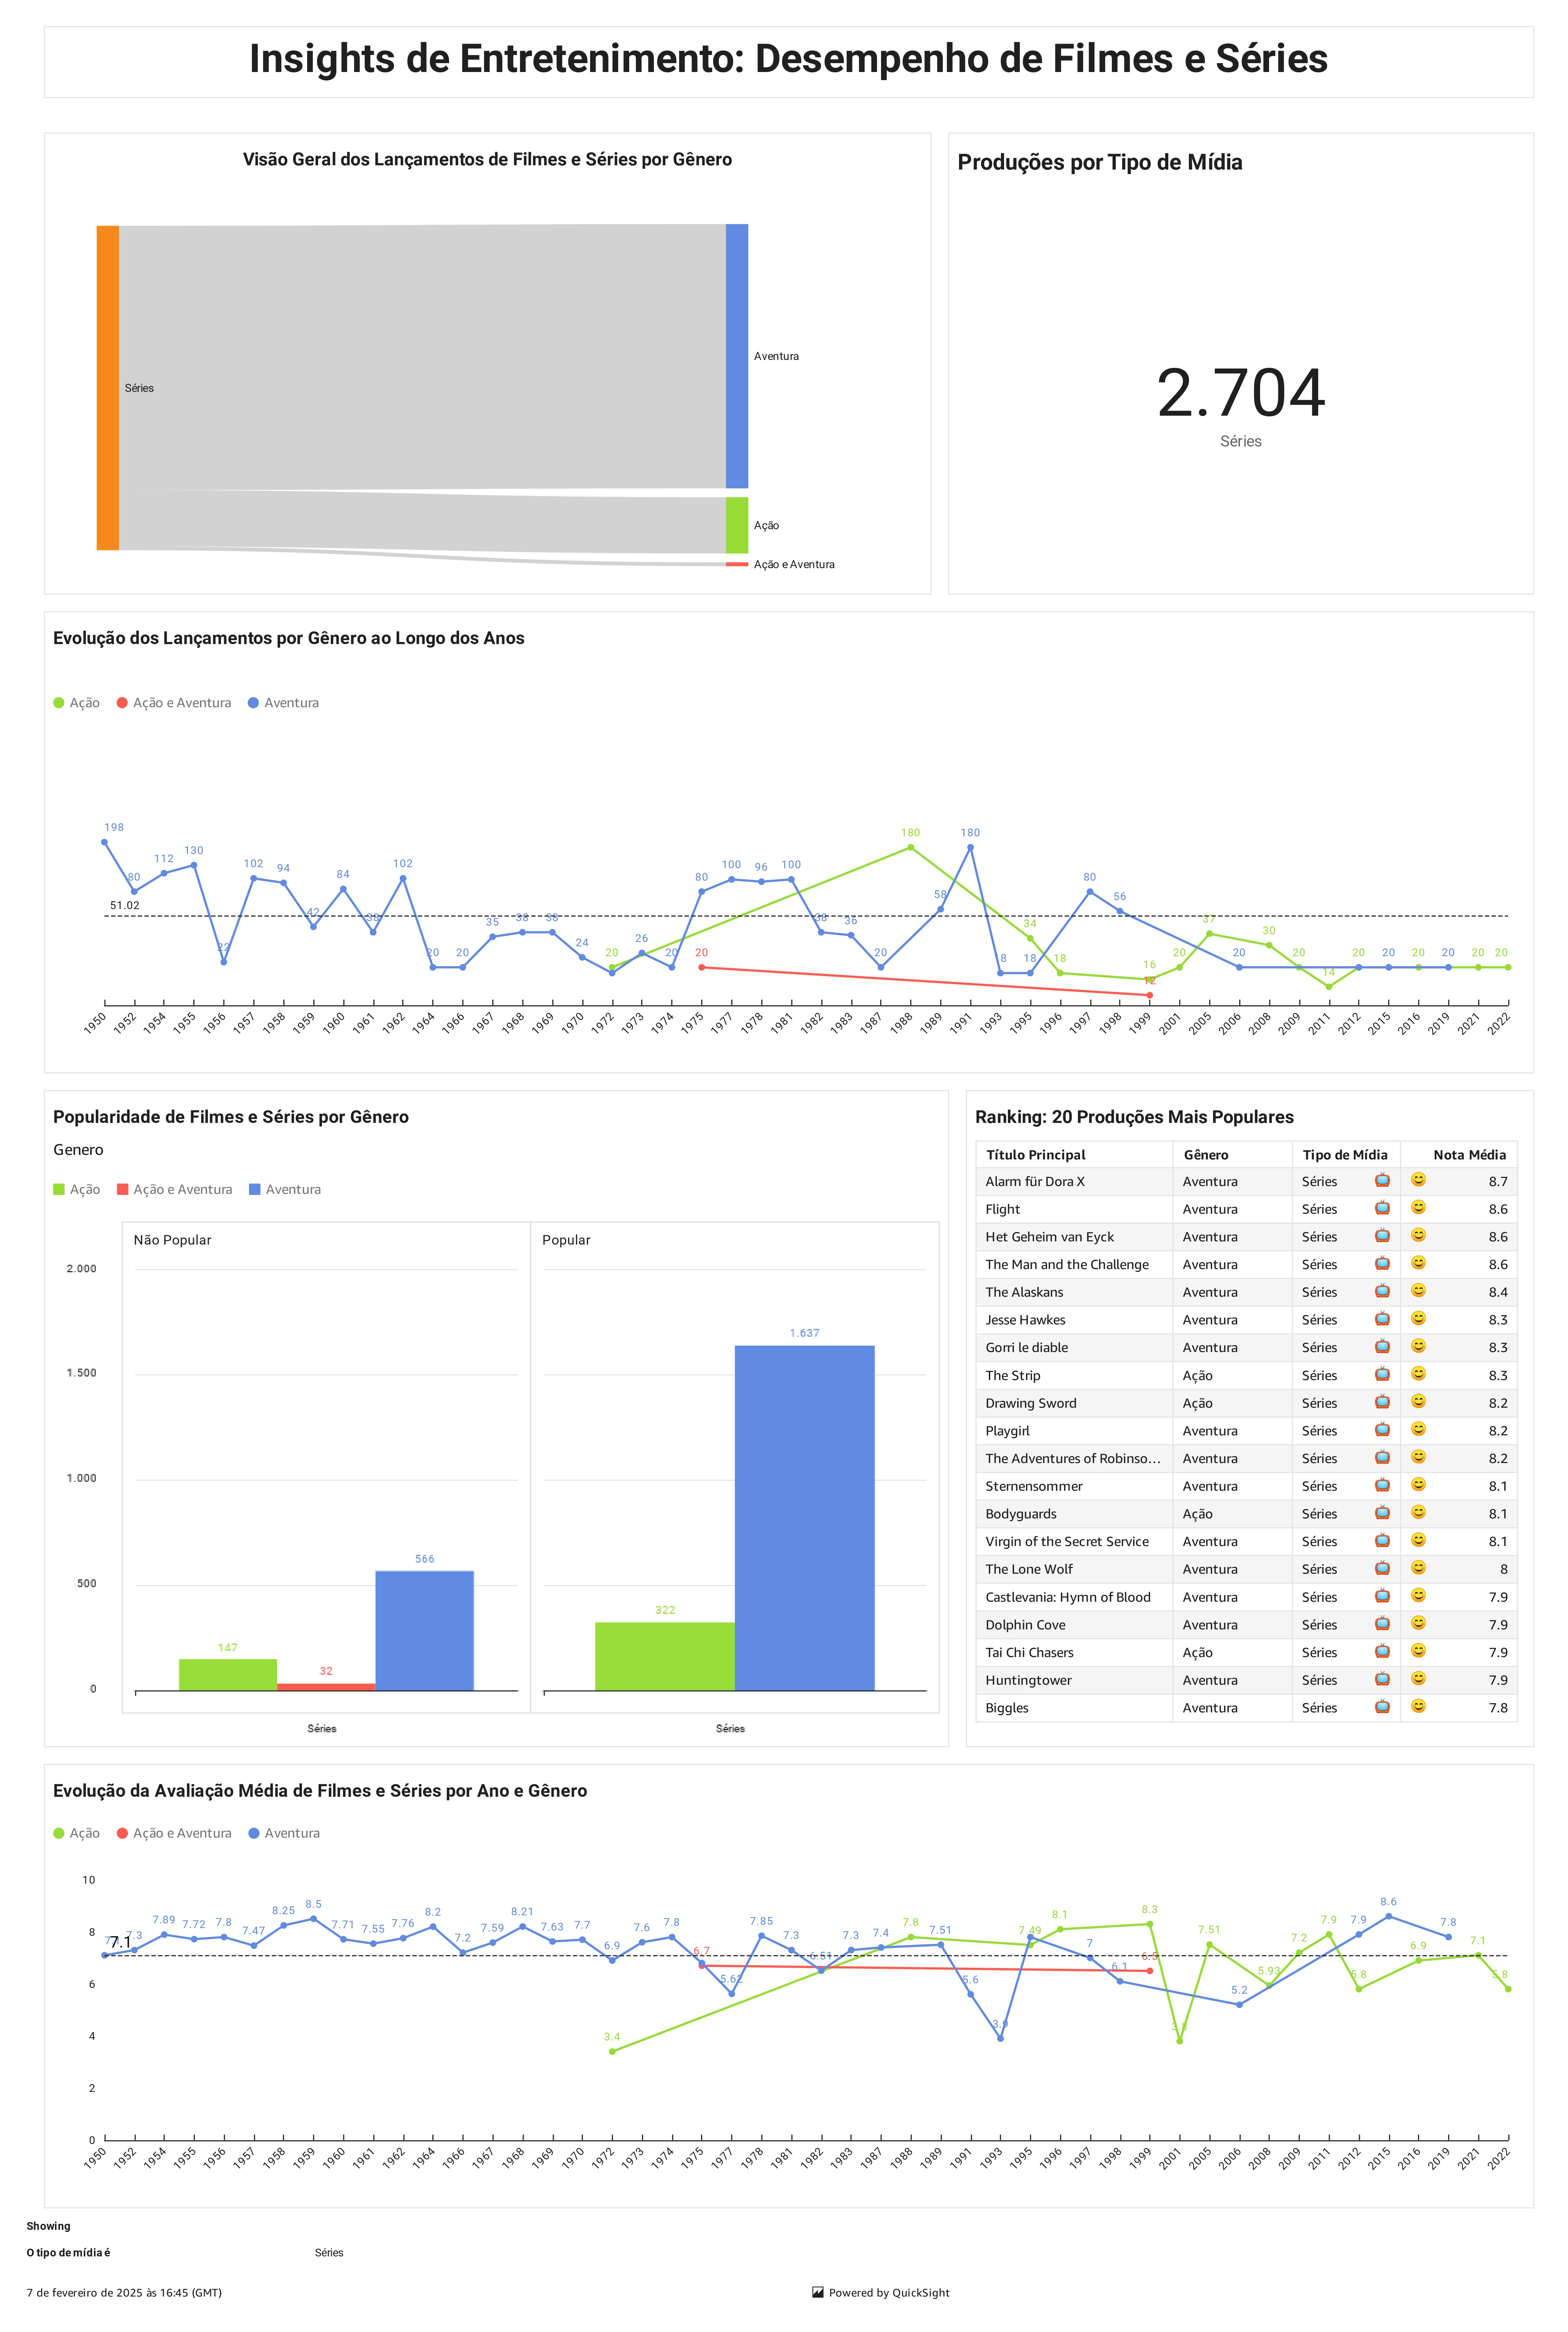 Insights de Entretenimento: Desempenho de Filmes e Séries
Visão Geral dos Lançamentos de Filmes e Séries por Gênero
Séries
Aventura
Ação
Ação e Aventura
Produções por Tipo de Mídia
2.704
Séries
Evolução dos Lançamentos por Gênero ao Longo dos Anos
Ação Ação e Aventura Aventura
198 80 112 130 22 102 94 42 84 38 102 20 20 35 38 38 24 20 26 20 80 20 100 96 100 38 36 20 180 58 180 18 34 18 18 80 56 16 12 20 37 20 30 20 14 20 20 20 20 20 20
51.02
1950 1952 1954 1955 1956 1957 1958 1959 1960 1961 1962 1964 1966 1967 1968 1969 1970 1972 1973 1974 1975 1977 1978 1981 1982 1983 1987 1988 1989 1991 1993 1995 1996 1997 1998 1999 2001 2005 2006 2008 2009 2011 2012 2015 2016 2019 2021 2022
Popularidade de Filmes e Séries por Gênero
Genero
Ação Ação e Aventura Aventura
Não Popular Popular
2.000
1.500
1.000
500
0
147 32 566
322 1.637
Séries Séries
Ranking: 20 Produções Mais Populares
Título Principal Gênero Tipo de Mídia Nota Média
Alarm für Dora X Aventura Séries 📺 😊 8.7
Flight Aventura Séries 📺 😊 8.6
Het Geheim van Eyck Aventura Séries 📺 😊 8.6
The Man and the Challenge Aventura Séries 📺 😊 8.6
The Alaskans Aventura Séries 📺 😊 8.4
Jesse Hawkes Aventura Séries 📺 😊 8.3
Gorri le diable Aventura Séries 📺 😊 8.3
The Strip Ação Séries 📺 😊 8.3
Drawing Sword Ação Séries 📺 😊 8.2
Playgirl Aventura Séries 📺 😊 8.2
The Adventures of Robinso… Aventura Séries 📺 😊 8.2
Sternensommer Aventura Séries 📺 😊 8.1
Bodyguards Ação Séries 📺 😊 8.1
Virgin of the Secret Service Aventura Séries 📺 😊 8.1
The Lone Wolf Aventura Séries 📺 😊 8
Castlevania: Hymn of Blood Aventura Séries 📺 😊 7.9
Dolphin Cove Aventura Séries 📺 😊 7.9
Tai Chi Chasers Ação Séries 📺 😊 7.9
Huntingtower Aventura Séries 📺 😊 7.9
Biggles Aventura Séries 📺 😊 7.8
Evolução da Avaliação Média de Filmes e Séries por Ano e Gênero
Ação Ação e Aventura Aventura
10
8
6
4
2
0
7.1
7.3 7.89 7.72 7.8 7.47 8.25 8.5 7.71 7.55 7.76 8.2 7.2 7.59 8.21 7.63 7.7 6.9 3.4 7.6 7.8 6.7 5.62 7.85 7.3 6.51 7.3 7.4 7.8 7.51 5.6 3.9 7.49 8.1 7 6.1 8.3 6.5 3.8 7.51 5.2 5.93 7.2 7.9 7.9 5.8 8.6 6.9 7.8 7.1 5.8
1950 1952 1954 1955 1956 1957 1958 1959 1960 1961 1962 1964 1966 1967 1968 1969 1970 1972 1973 1974 1975 1977 1978 1981 1982 1983 1987 1988 1989 1991 1993 1995 1996 1997 1998 1999 2001 2005 2006 2008 2009 2011 2012 2015 2016 2019 2021 2022
Showing
O tipo de mídia é Séries
7 de fevereiro de 2025 às 16:45 (GMT) Powered by QuickSight